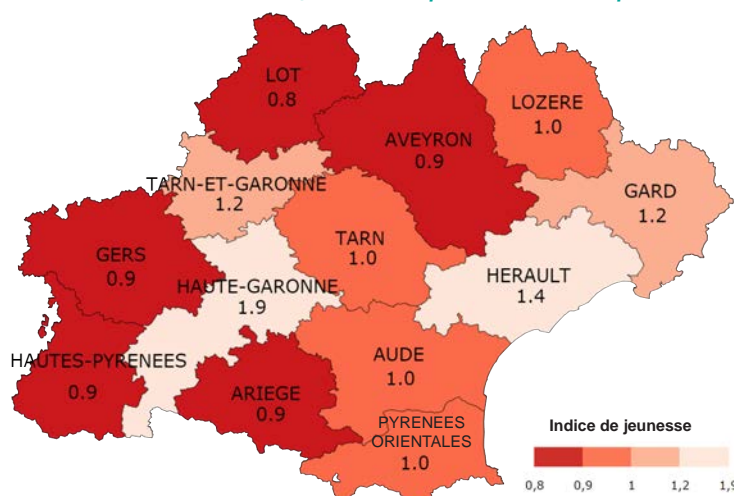 LOT
0.8
LOZERE
1.0
AVEYRON
0.9
TARN-ET-GARONNE
1.2
GARD
1.2
TARN
1.0
GERS
0.9
HAUTE-GARONNE
1.9
HERAULT
1.4
HAUTES-PYRENEES
0.9
AUDE
1.0
ARIEGE
0.9
PYRENEES
ORIENTALES
1.0
Indice de jeunesse
0,8 0,9 1 1,2 1,9